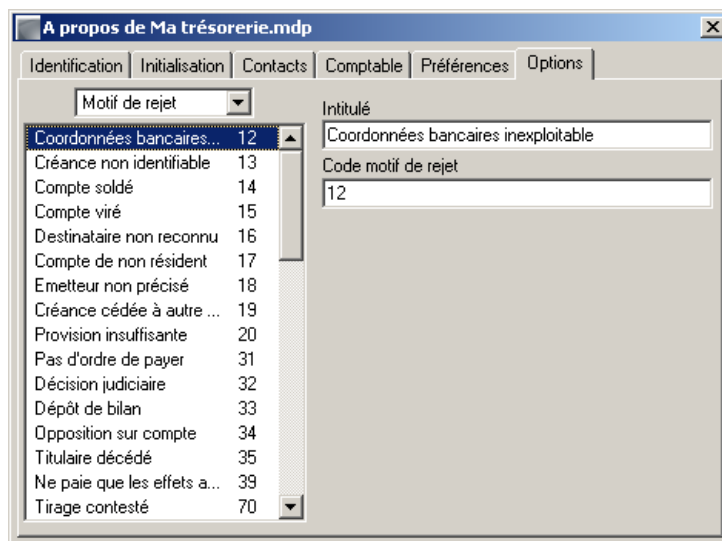 A propos de Ma trésorerie.mdp
Identification Initialisation Contacts Comptable Préférences Options
Motif de rejet
Coordonnées bancaires... 12
Créance non identifiable 13
Compte soldé 14
Compte viré 15
Destinataire non reconnu 16
Compte de non résident 17
Emetteur non précisé 18
Créance cédée à autre ... 19
Provision insuffisante 20
Pas d'ordre de payer 31
Décision judiciaire 32
Dépôt de bilan 33
Opposition sur compte 34
Titulaire décédé 35
Ne paie que les effets a... 39
Tirage contesté 70
Intitulé
Coordonnées bancaires inexploitable
Code motif de rejet
12